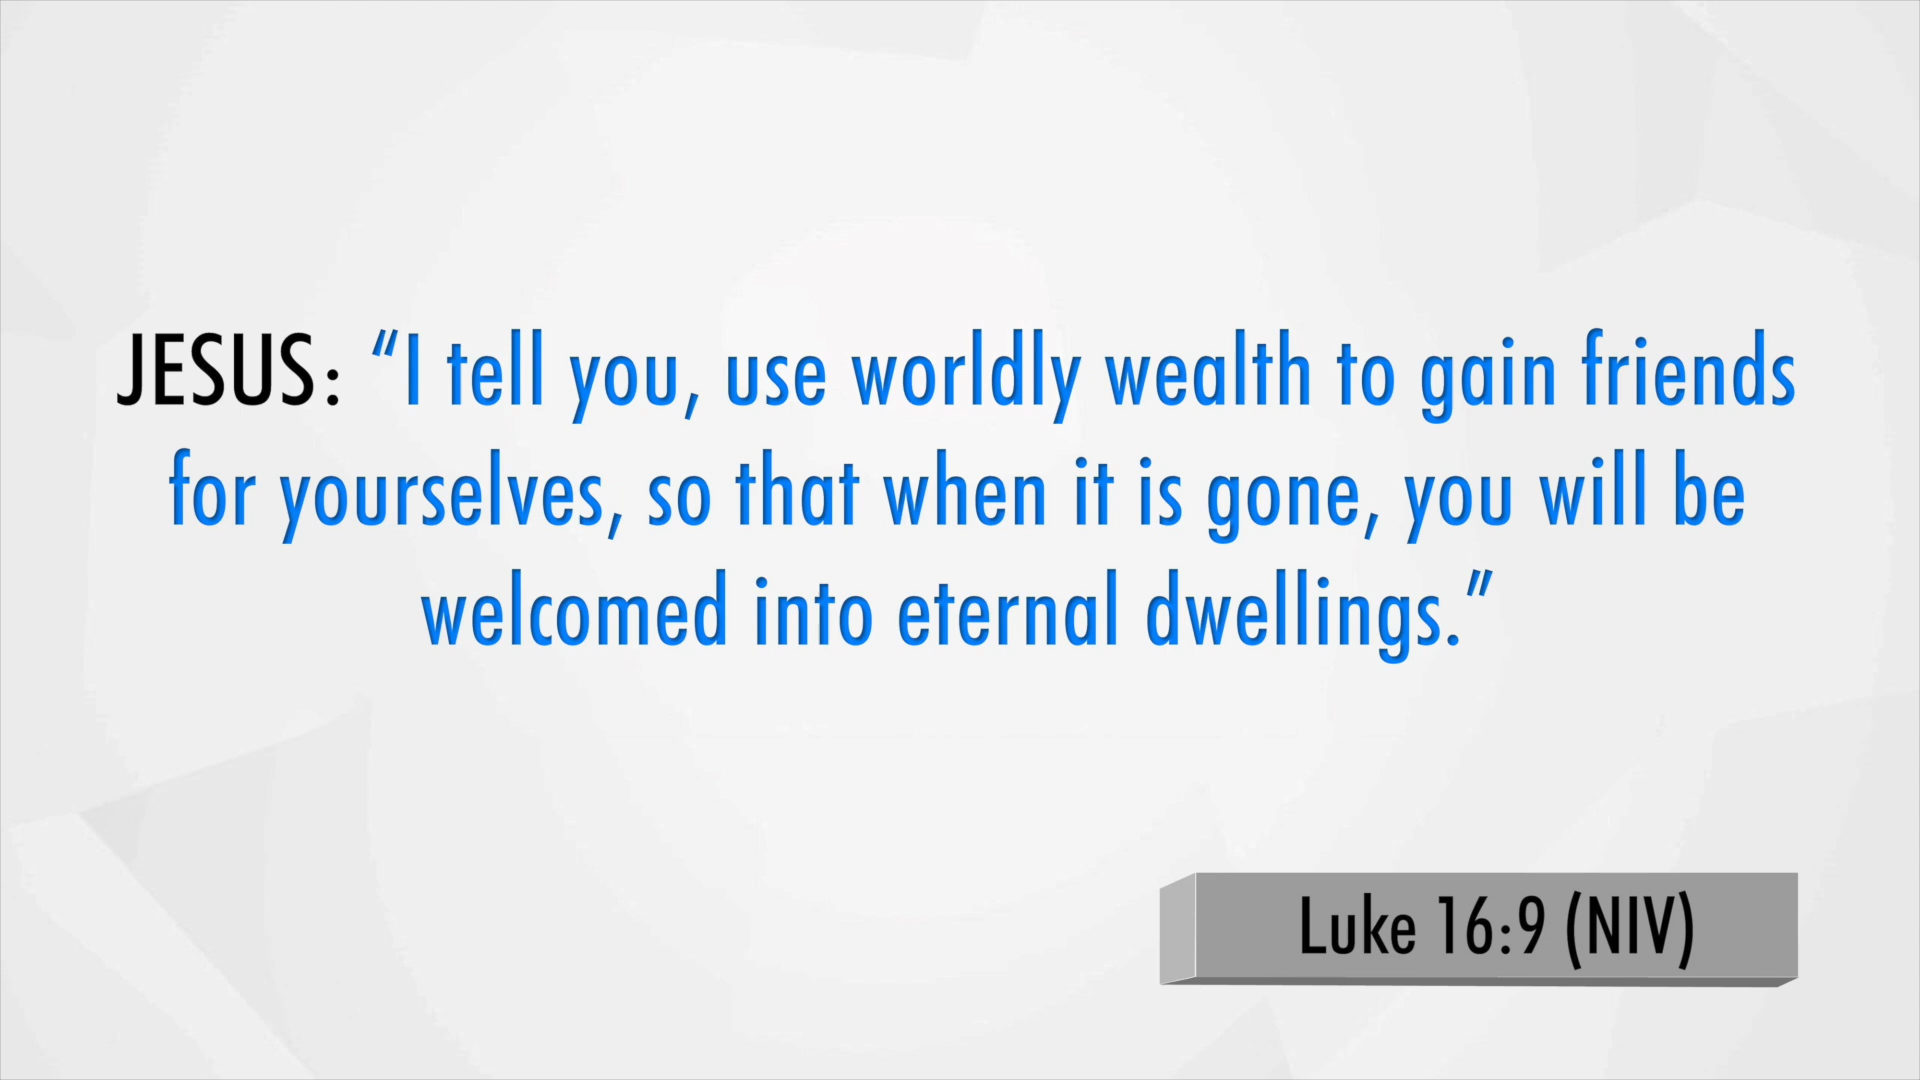 JESUS: “I tell you, use worldly wealth to gain friends
for yourselves, so that when it is gone, you will be
welcomed into eternal dwellings.”
Luke 16:9 (NIV)